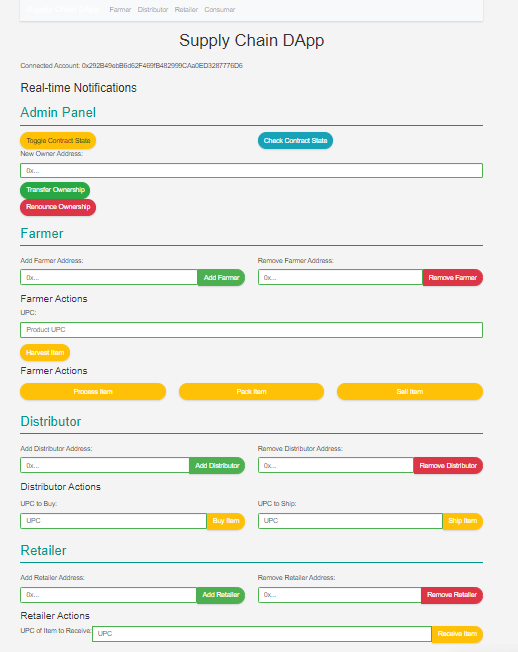 Farmer Distributor Retailer Consumer
Supply Chain DApp
Connected Account:
Real-time Notifications
Admin Panel
Toggle Contract State Check Contract State
New Owner Address:
0x...
Transfer Ownership
Renounce Ownership
Farmer
Add Farmer Address: Remove Farmer Address:
0x... Add Farmer 0x... Remove Farmer
Farmer Actions
UPC:
Product UPC
Harvest Item
Farmer Actions
Process Item Pack Item Sell Item
Distributor
Add Distributor Address: Remove Distributor Address:
0x... Add Distributor 0x... Remove Distributor
Distributor Actions
UPC to Buy: UPC to Ship:
UPC Buy Item UPC Ship Item
Retailer
Add Retailer Address: Remove Retailer Address:
0x... Add Retailer 0x... Remove Retailer
Retailer Actions
UPC of Item to Receive: UPC Receive Item